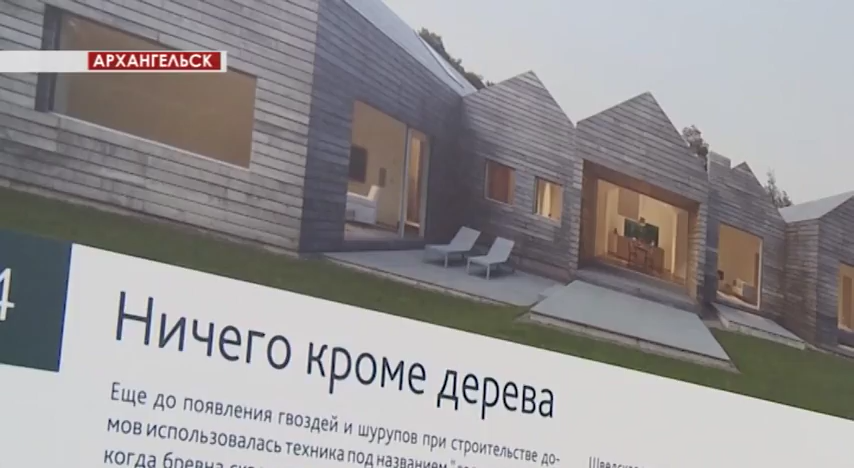 АРХАНГЕЛЬСК
4
Ничего кроме дерева
Еще до появления гвоздей и шурупов при строительстве до-
мов использовалась техника под названием
когда бревна